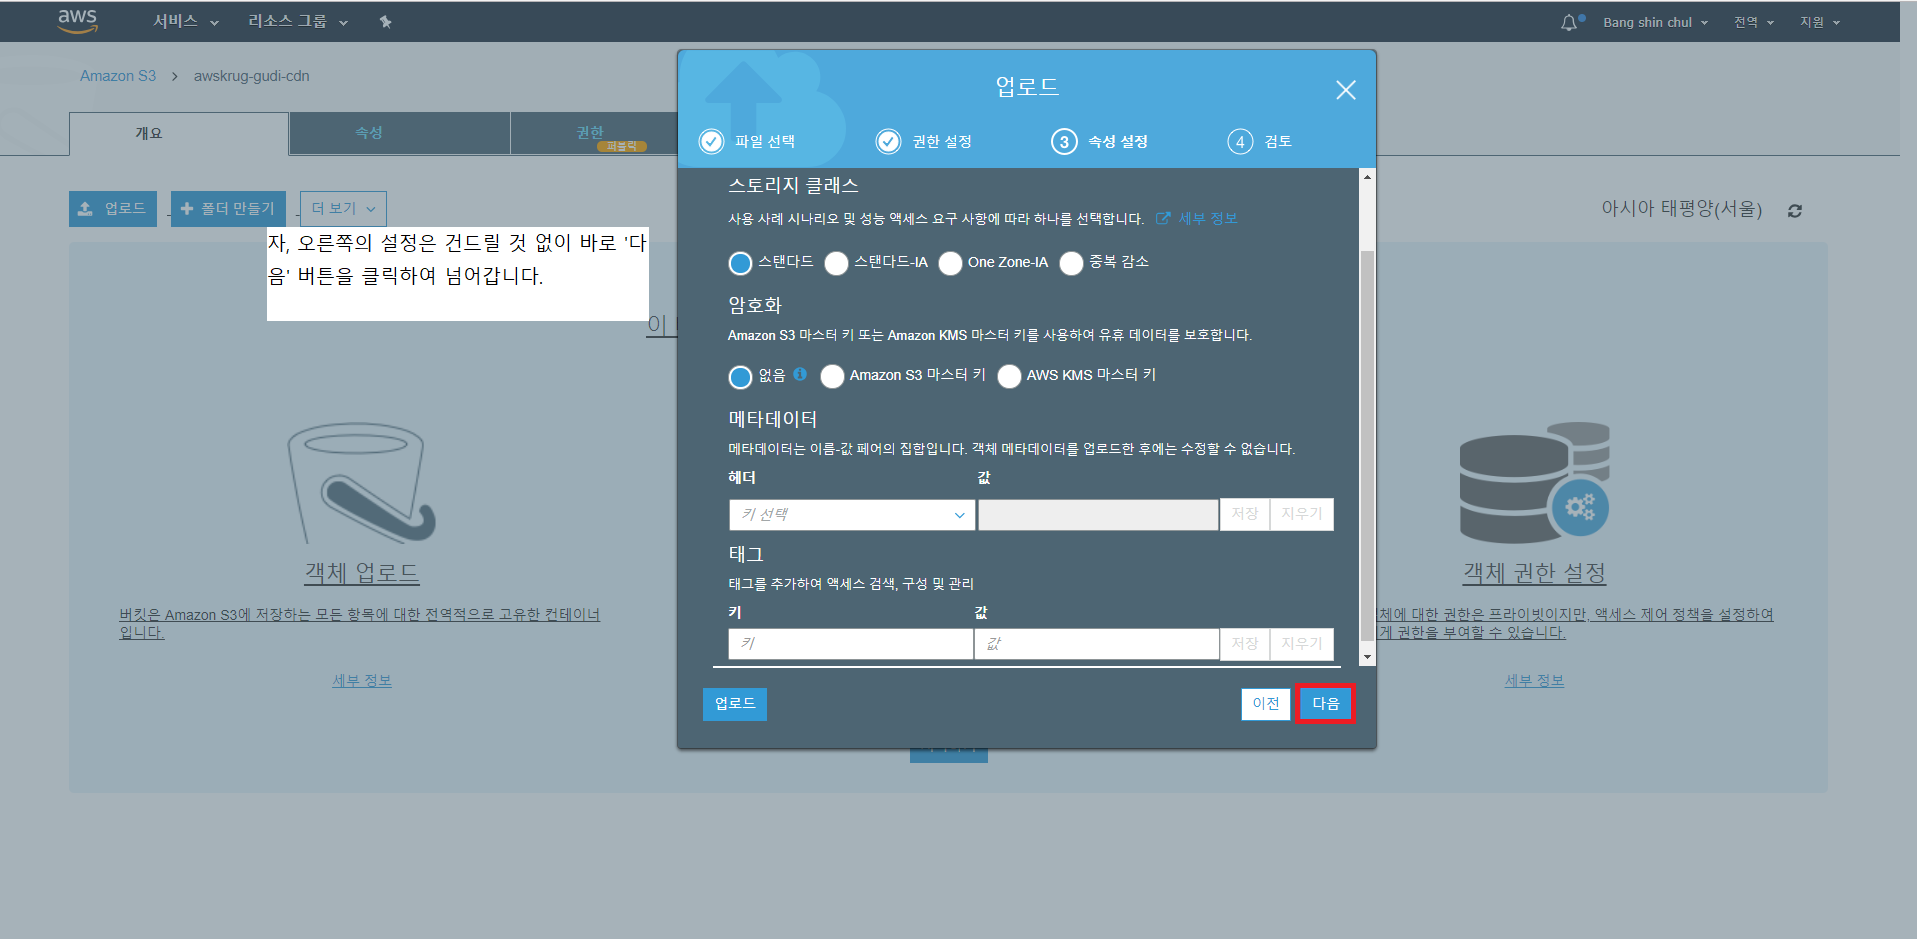 aws
서비스
리소스 그룹
Bang shin chul
전역
지원
Amazon S3 > awskrug-gudi-cdn
개요
속성
권한
퍼블릭
업로드
폴더 만들기
더 보기
아시아 태평양(서울)
자, 오른쪽의 설정은 건드릴 것 없이 바로 '다
음' 버튼을 클릭하여 넘어갑니다.
이
객체 업로드
버킷은 Amazon S3에 저장하는 모든 항목에 대한 전역적으로 고유한 컨테이너
입니다.
세부 정보
업로드
파일 선택
권한 설정
3 속성 설정
4 검토
스토리지 클래스
사용 사례 시나리오 및 성능 액세스 요구 사항에 따라 하나를 선택합니다. 세부 정보
스탠다드 스탠다드-IA One Zone-IA 중복 감소
암호화
Amazon S3 마스터 키 또는 Amazon KMS 마스터 키를 사용하여 유휴 데이터를 보호합니다.
없음 Amazon S3 마스터 키 AWS KMS 마스터 키
메타데이터
메타데이터는 이름-값 페어의 집합입니다. 객체 메타데이터를 업로드한 후에는 수정할 수 없습니다.
헤더 값
키 선택 저장 지우기
태그
태그를 추가하여 액세스 검색, 구성 및 관리
키 값
키 값 저장 지우기
업로드 이전 다음
객체 권한 설정
체에 대한 권한은 프라이빗이지만, 액세스 제어 정책을 설정하여
게 권한을 부여할 수 있습니다.
세부 정보